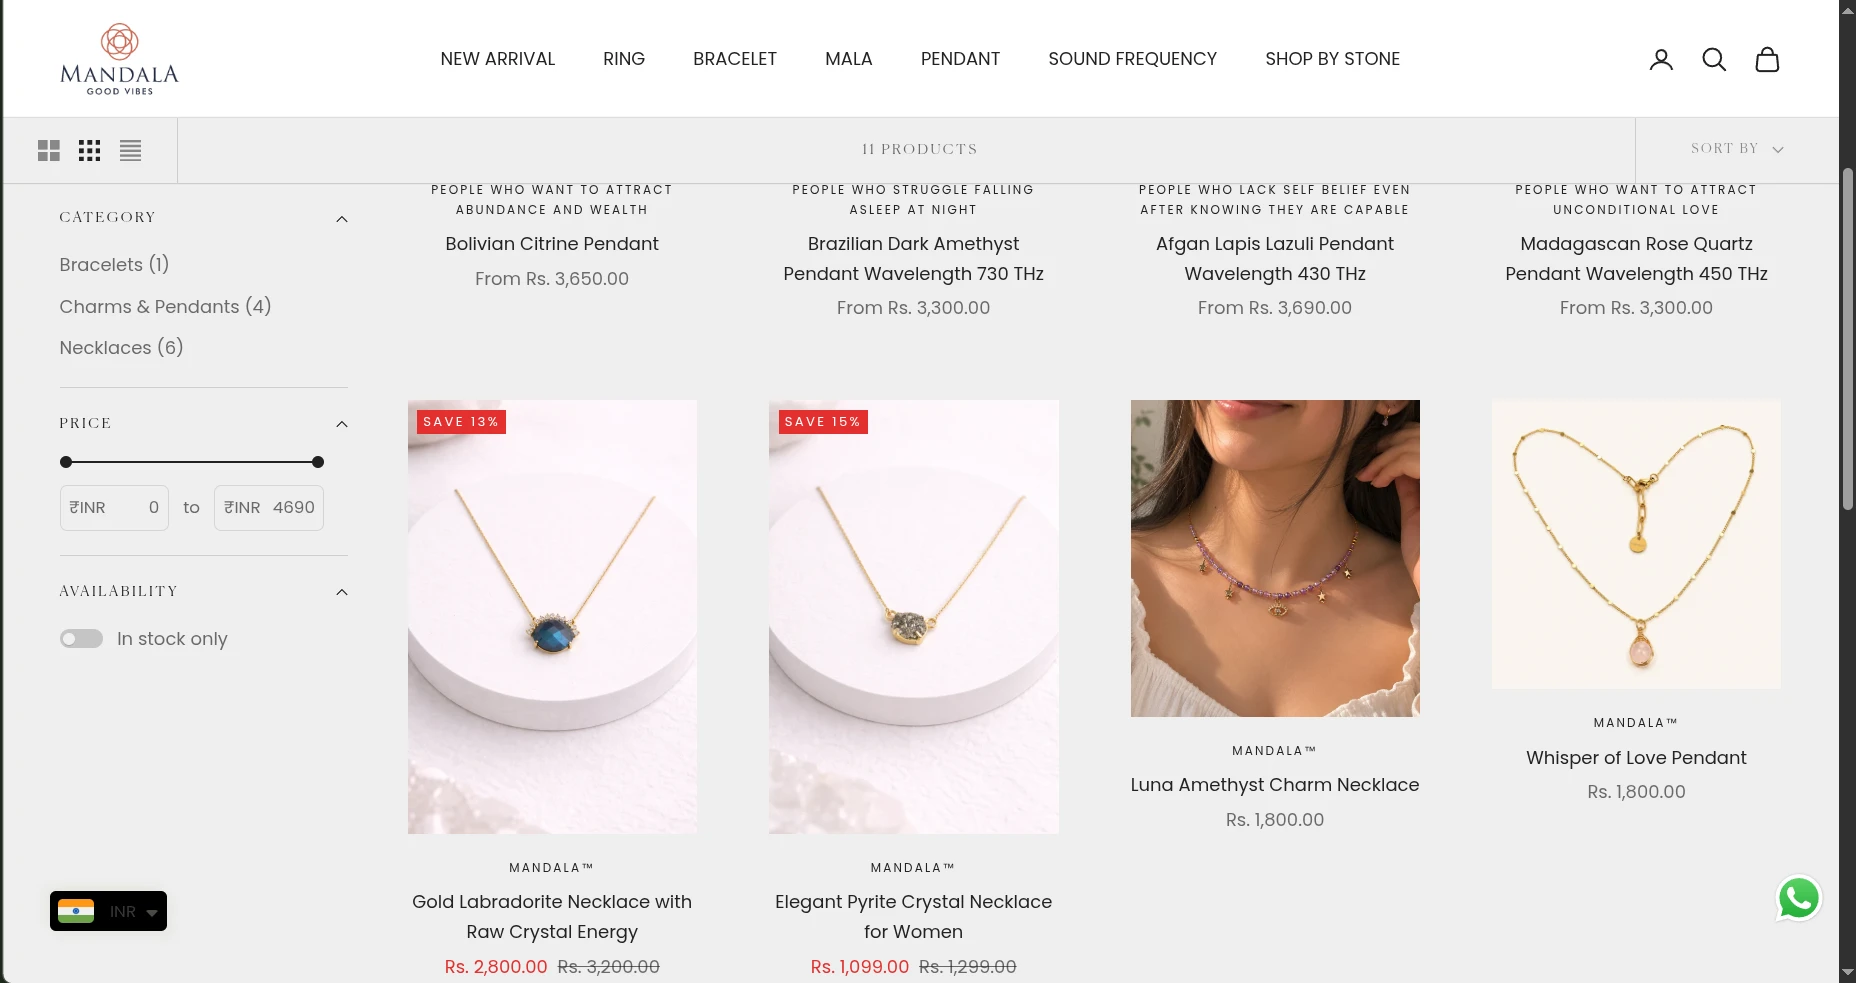 MANDALA
GOOD VIBES
NEW ARRIVAL
RING
BRACELET
MALA
PENDANT
SOUND FREQUENCY
SHOP BY STONE
11 PRODUCTS
SORT BY
CATEGORY
Bracelets (1)
Charms & Pendants (4)
Necklaces (6)
PRICE
₹INR 0 to ₹INR 4690
AVAILABILITY
In stock only
PEOPLE WHO WANT TO ATTRACT
ABUNDANCE AND WEALTH
Bolivian Citrine Pendant
From Rs. 3,650.00
PEOPLE WHO STRUGGLE FALLING
ASLEEP AT NIGHT
Brazilian Dark Amethyst
Pendant Wavelength 730 THz
From Rs. 3,300.00
PEOPLE WHO LACK SELF BELIEF EVEN
AFTER KNOWING THEY ARE CAPABLE
Afgan Lapis Lazuli Pendant
Wavelength 430 THz
From Rs. 3,690.00
PEOPLE WHO WANT TO ATTRACT
UNCONDITIONAL LOVE
Madagascan Rose Quartz
Pendant Wavelength 450 THz
From Rs. 3,300.00
SAVE 13%
MANDALA™
Gold Labradorite Necklace with
Raw Crystal Energy
Rs. 2,800.00 Rs. 3,200.00
SAVE 15%
MANDALA™
Elegant Pyrite Crystal Necklace
for Women
Rs. 1,099.00 Rs. 1,299.00
MANDALA™
Luna Amethyst Charm Necklace
Rs. 1,800.00
MANDALA™
Whisper of Love Pendant
Rs. 1,800.00
INR